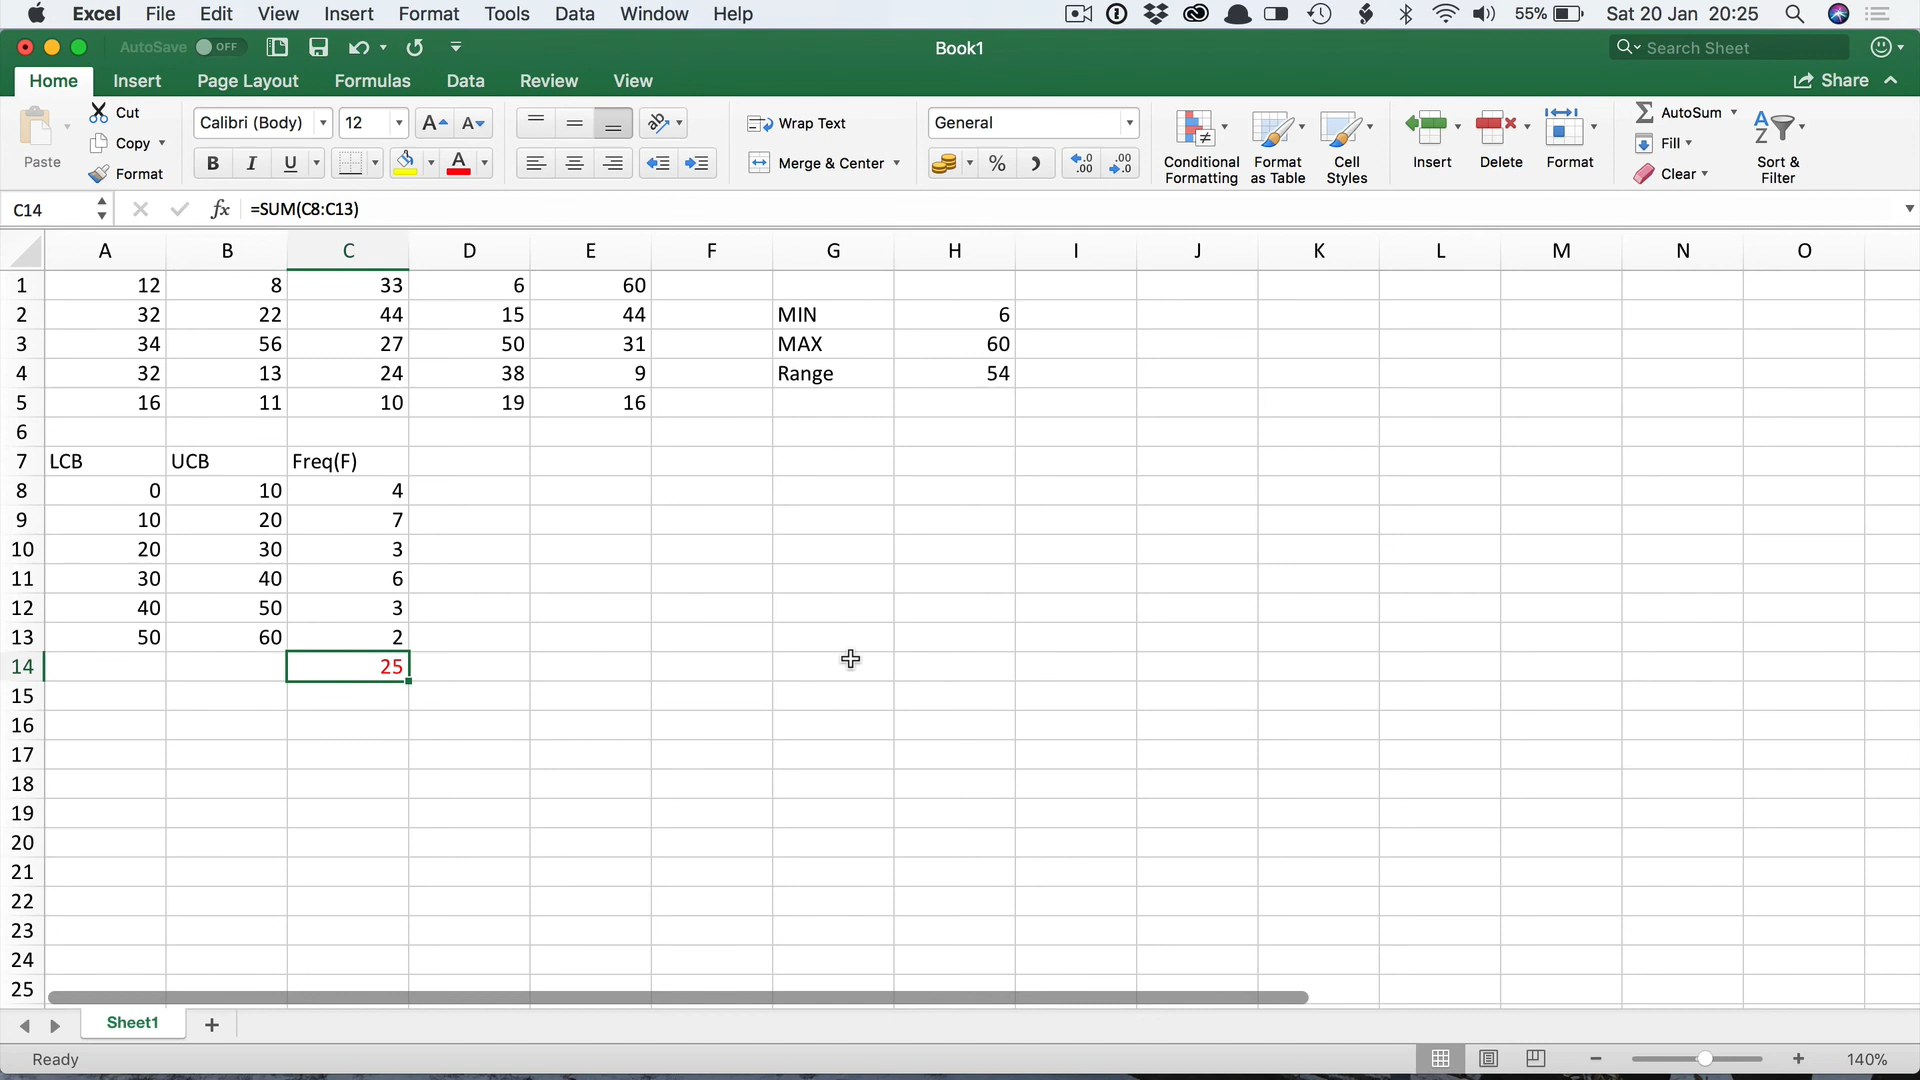 Excel File Edit View Insert Format Tools Data Window Help 55% Sat 20 Jan 20:25
AutoSave OFF Book1 Search Sheet
Home Insert Page Layout Formulas Data Review View Share
Paste Cut Copy Format
Calibri (Body) 12 A A
B I U A
Wrap Text
Merge & Center
General
% .0 .00
Conditional Formatting
Format as Table
Cell Styles
Insert Delete Format
AutoSum
Fill
Clear
Sort & Filter
C14 fx =SUM(C8:C13)
A B C D E F G H I J K L M N O
1 12 8 33 6 60
2 32 22 44 15 44 MIN 6
3 34 56 27 50 31 MAX 60
4 32 13 24 38 9 Range 54
5 16 11 10 19 16
6
7 LCB UCB Freq(F)
8 0 10 4
9 10 20 7
10 20 30 3
11 30 40 6
12 40 50 3
13 50 60 2
14 25
15
16
17
18
19
20
21
22
23
24
25
Sheet1 +
Ready 140%